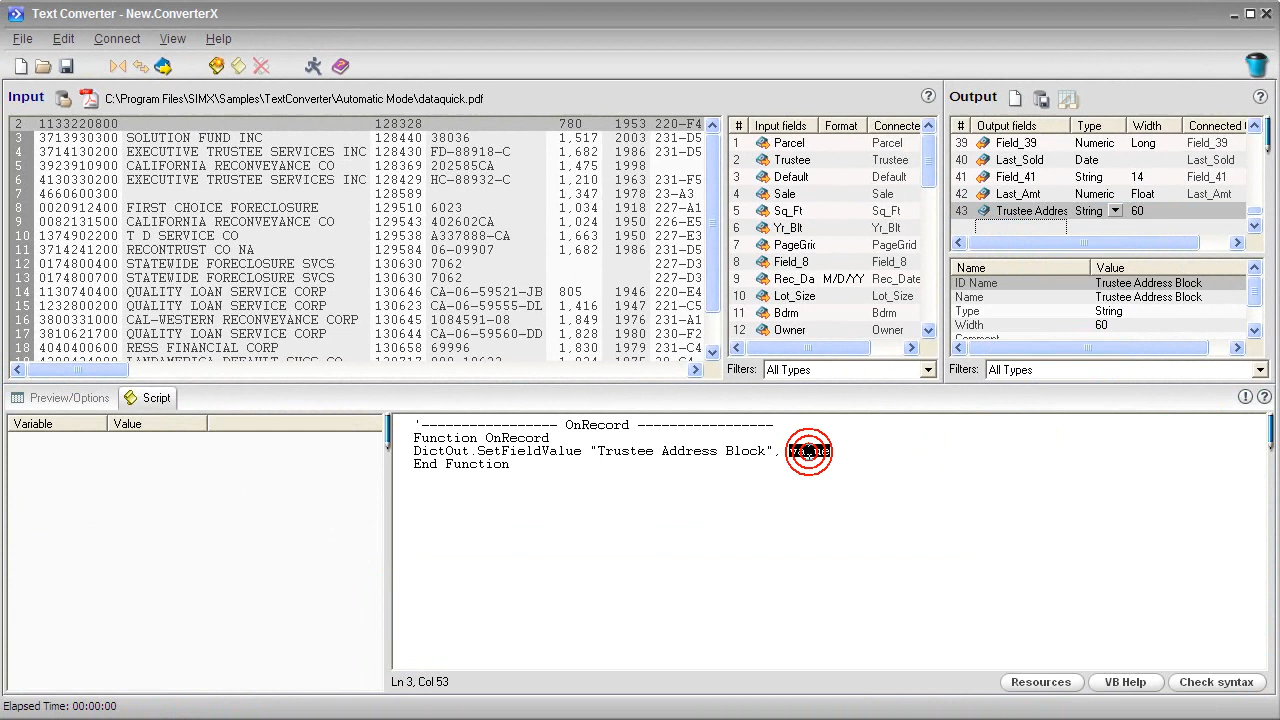 Text Converter - New.ConverterX
File Edit Connect View Help
Input C:\Program Files\SIMX\Samples\TextConverter\Automatic Mode\dataquick.pdf
2 1133220800 128328 780 1953 220-F4
3 3713930300 SOLUTION FUND INC 128440 38036 1,517 2003 231-D5
4 3714130200 EXECUTIVE TRUSTEE SERVICES INC 128409 FD-88918-C 1,682 1986 231-D5
5 3923910900 CALIFORNIA RECONVEYANCE CO 128369 202585CA 1,475 1998
6 4183930200 EXECUTIVE TRUSTEE SERVICES INC 128439 HC-88932-C 1,210 1963 231-F5
7 4660600300 128589 1,347 1978 23-A3
8 0020912400 FIRST CHOICE FORECLOSURE 129510 6023 1,034 1918 227-A1
9 0082131500 CALIFORNIA RECONVEYANCE CO 129543 402602CA 1,054 1926 227-E5
10 1374902200 T D SERVICE CO 129545 A337888-CA 1,663 1950 227-E3
11 3714241200 RECONTRUST CO NA 129584 06-09907 1,682 1986 231-D5
12 0174800400 STATEWIDE FORECLOSURE SVCS 130630 7062 227-D3
13 0174800200 STATEWIDE FORECLOSURE SVCS 130630 7062 227-D3
14 1130740400 QUALITY LOAN SERVICE CORP 130646 CA-06-59521-JB 805 1946 220-E4
15 1230802200 QUALITY LOAN SERVICE CORP 130620 CA-06-59555-DL 1,416 1947 221-C5
16 3800331000 CAL-WESTERN RECONVEYANCE CORP 130645 1084591-08 1,849 1976 231-A1
17 3810621700 QUALITY LOAN SERVICE CORP 130677 CA-06-59560-DD 1,828 1980 230-F2
18 4040400600 RESS FINANCIAL CORP 130658 69996 1,830 1979 231-C4
# Input fields Format Connecte
1 Parcel Parcel
2 Trustee Trustee
3 Default Default
4 Sale Sale
5 Sq_Ft Sq_Ft
6 Yr_Blt Yr_Blt
7 PageGric PageGrid
8 Field_8 Field_8
9 Rec_Da M/D/YY Rec_Date
10 Lot_Size Lot_Size
11 Bdrm Bdrm
12 Owner Owner
Filters: All Types
Output
# Output fields Type Width Connected
39 Field_39 Numeric Long Field_39
40 Last_Sold Date Last_Sold
41 Field_41 String 14 Field_41
42 Last_Amt Numeric Float Last_Amt
43 Trustee Addres String 60
Name Value
ID Name Trustee Address Block
Name Trustee Address Block
Type String
Width 60
Filters: All Types
Preview/Options Script
Variable Value
'----------------- OnRecord -----------------
Function OnRecord
DictOut.SetFieldValue "Trustee Address Block", value
End Function
Ln 3, Col 53
Resources VB Help Check syntax
Elapsed Time: 00:00:00